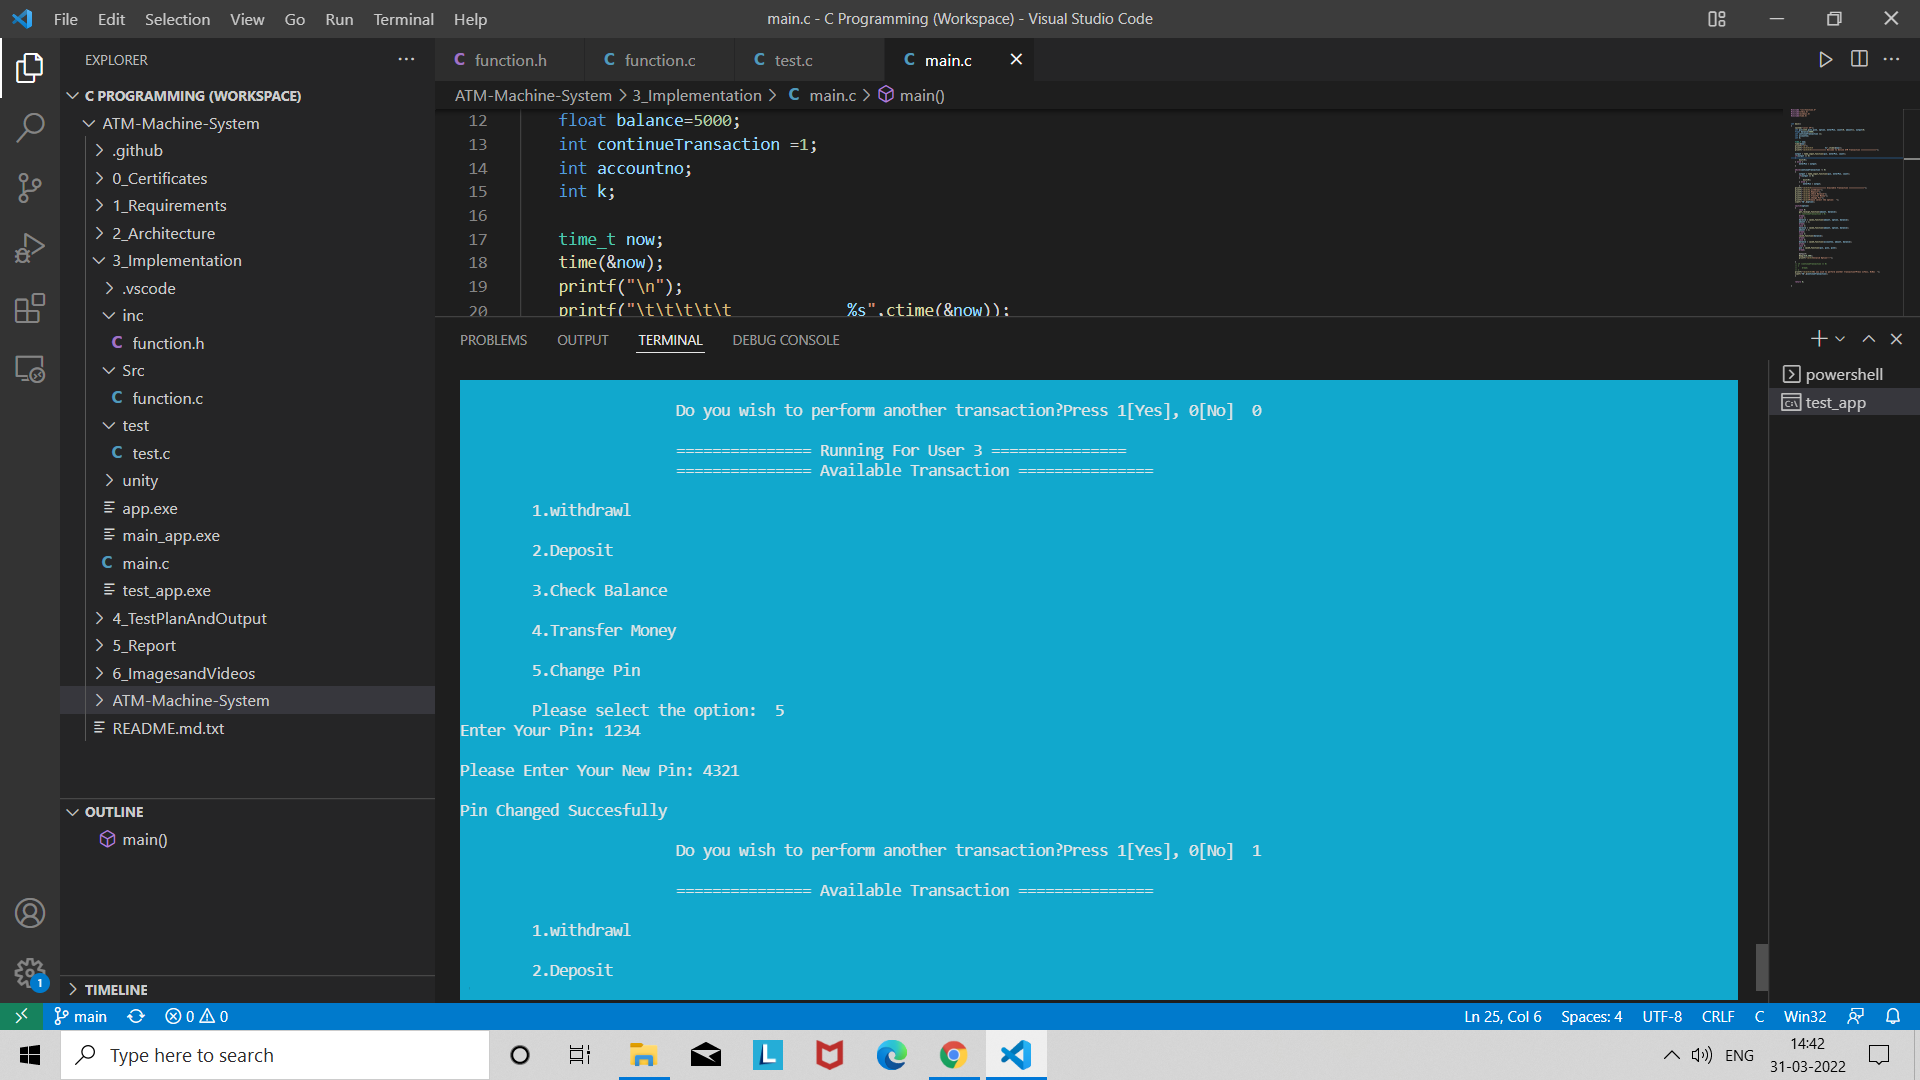 File Edit Selection View Go Run Terminal Help
main.c - C Programming (Workspace) - Visual Studio Code
EXPLORER
C PROGRAMMING (WORKSPACE)
ATM-Machine-System
.github
0_Certificates
1_Requirements
2_Architecture
3_Implementation
.vscode
inc
C function.h
Src
C function.c
test
C test.c
unity
app.exe
main_app.exe
C main.c
test_app.exe
4_TestPlanAndOutput
5_Report
6_ImagesandVideos
ATM-Machine-System
README.md.txt
OUTLINE
main()
TIMELINE
C function.h C function.c C test.c C main.c
ATM-Machine-System > 3_Implementation > C main.c > main()
12 float balance=5000;
13 int continueTransaction =1;
14 int accountno;
15 int k;
16
17 time_t now;
18 time(&now);
19 printf("\n");
20 printf("\t\t\t\t\t %s",ctime(&now));
PROBLEMS OUTPUT TERMINAL DEBUG CONSOLE
powershell
test_app
Do you wish to perform another transaction?Press 1[Yes], 0[No] 0
=============== Running For User 3 ===============
=============== Available Transaction ===============
1.withdrawl
2.Deposit
3.Check Balance
4.Transfer Money
5.Change Pin
Please select the option: 5
Enter Your Pin: 1234
Please Enter Your New Pin: 4321
Pin Changed Succesfully
Do you wish to perform another transaction?Press 1[Yes], 0[No] 1
=============== Available Transaction ===============
1.withdrawl
2.Deposit
1
main 0 0 Ln 25, Col 6 Spaces: 4 UTF-8 CRLF C Win32
Type here to search
L
ENG
14:42
31-03-2022